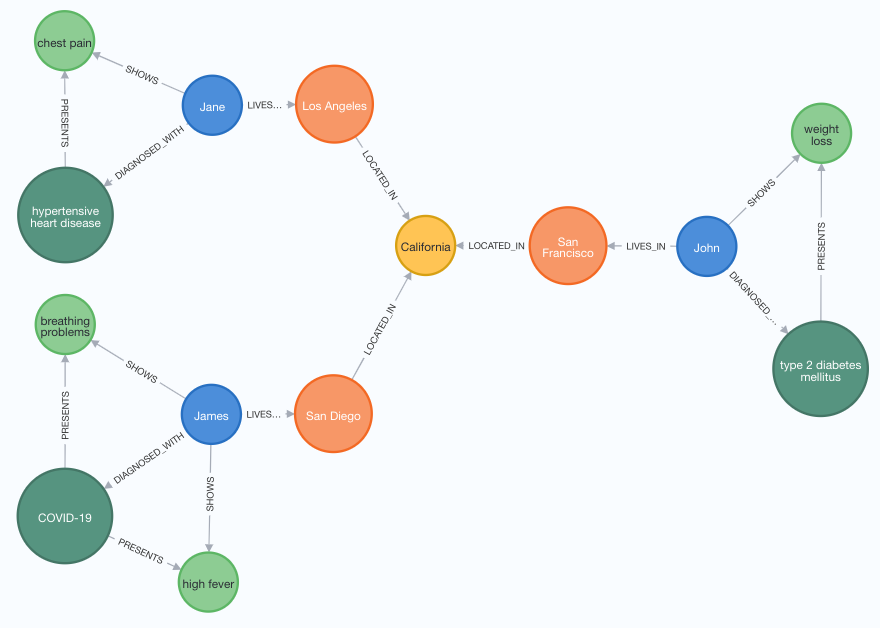 chest pain
SHOWS
Jane
LIVES...
Los Angeles
PRESENTS
DIAGNOSED_WITH
LOCATED_IN
hypertensive
heart disease
California
LOCATED_IN
San
Francisco
LIVES_IN
John
SHOWS
weight
loss
PRESENTS
DIAGNOSED_...
type 2 diabetes
mellitus
breathing
problems
SHOWS
LOCATED_IN
James
LIVES...
San Diego
PRESENTS
DIAGNOSED_WITH
SHOWS
COVID-19
PRESENTS
high fever